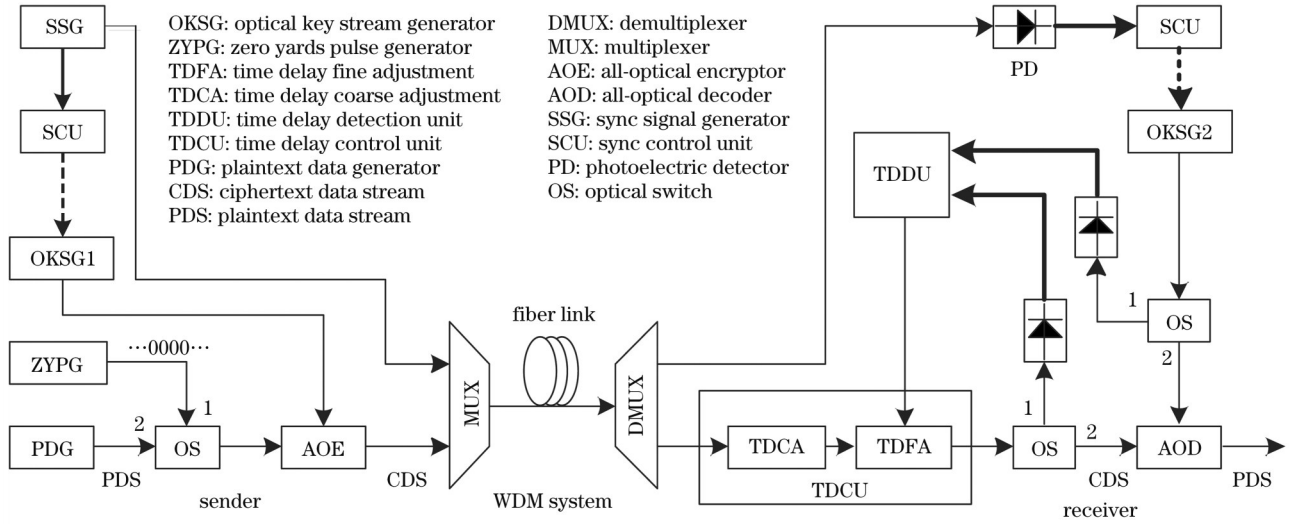 SSG
OKSG: optical key stream generator
ZYPG: zero yards pulse generator
TDFA: time delay fine adjustment
TDCA: time delay coarse adjustment
TDDU: time delay detection unit
TDCU: time delay control unit
PDG: plaintext data generator
CDS: ciphertext data stream
PDS: plaintext data stream
DMUX: demultiplexer
MUX: multiplexer
AOE: all-optical encryptor
AOD: all-optical decoder
SSG: sync signal generator
SCU: sync control unit
PD: photoelectric detector
OS: optical switch
PD
SCU
SCU
OKSG2
TDDU
OKSG1
1
OS
2
fiber link
ZYPG
···0000···
1
2
PDG
PDS
OS
AOE
CDS
MUX
DMUX
TDCA
TDFA
TDCU
1
OS
2
CDS
AOD
PDS
sender
WDM system
receiver